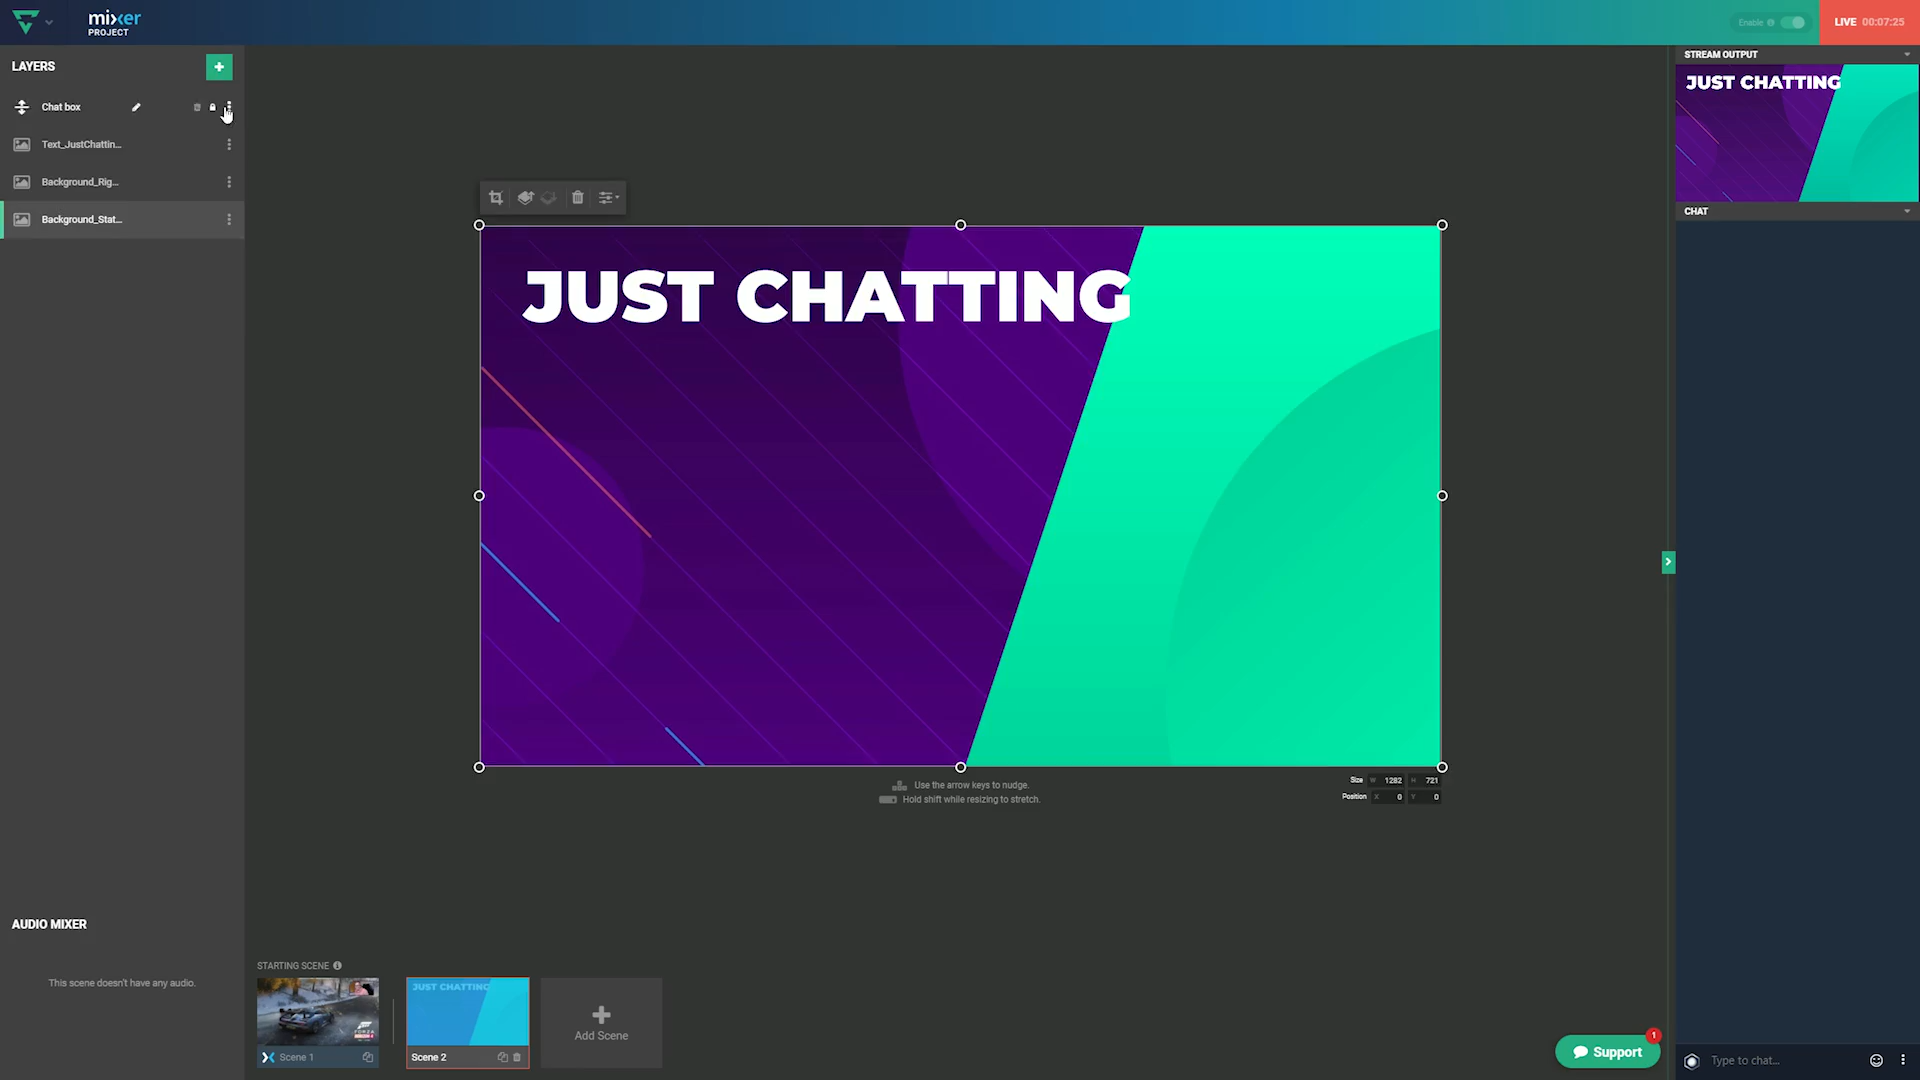 mixer
PROJECT
Enable
LIVE 00:07:25
LAYERS
Chat box
Text_JustChattin...
Background_Rig...
Background_Stat...
JUST CHATTING
Use the arrow keys to nudge.
Hold shift while resizing to stretch.
Size W 1282 H 721
Position X 0 Y 0
AUDIO MIXER
This scene doesn't have any audio.
STARTING SCENE
Scene 1
JUST CHATTING
Scene 2
Add Scene
STREAM OUTPUT
JUST CHATTING
CHAT
Support
1
Type to chat...